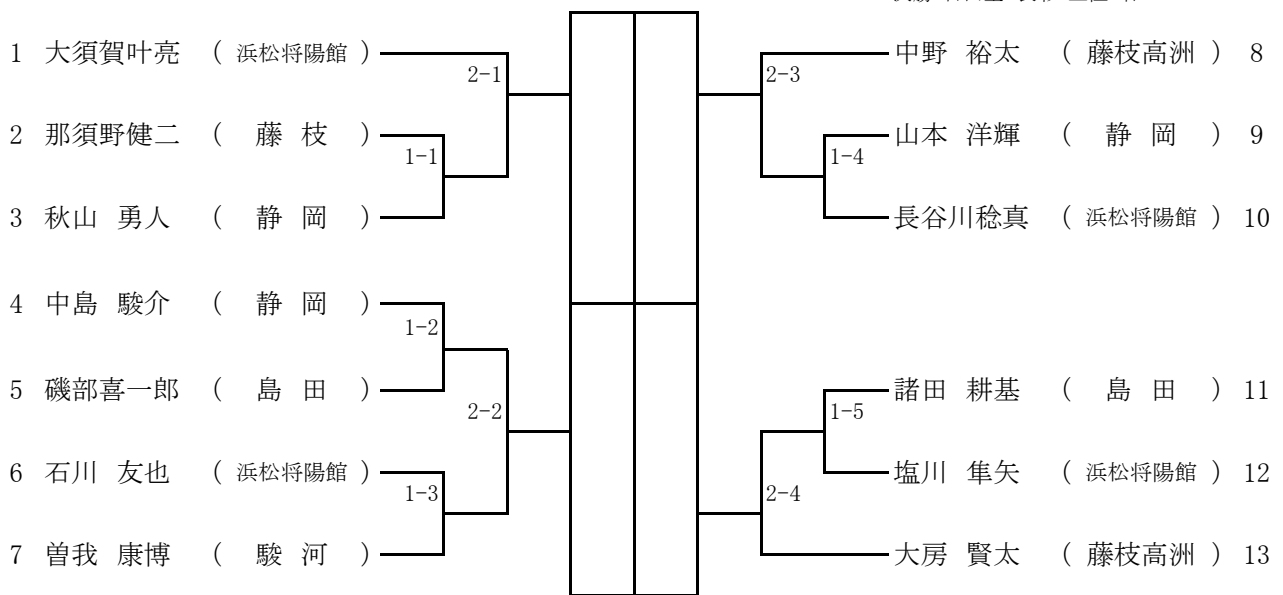 1 大須賀叶亮 ( 浜松将陽館 )
2-1
2 那須野健二 ( 藤 枝 )
1-1
3 秋山 勇人 ( 静 岡 )
4 中島 駿介 ( 静 岡 )
1-2
5 磯部喜一郎 ( 島 田 )
2-2
6 石川 友也 ( 浜松将陽館 )
1-3
7 曽我 康博 ( 駿 河 )
中野 裕太 ( 藤枝高洲 ) 8
2-3
山本 洋輝 ( 静 岡 ) 9
1-4
長谷川稔真 ( 浜松将陽館 ) 10
諸田 耕基 ( 島 田 ) 11
1-5
塩川 隼矢 ( 浜松将陽館 ) 12
2-4
大房 賢太 ( 藤枝高洲 ) 13